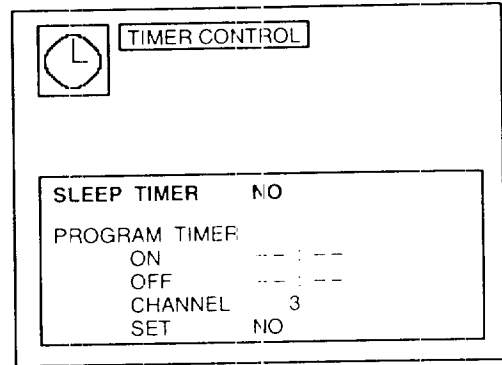 TIMER CONTROL
SLEEP TIMER NO
PROGRAM TIMER
ON -- : --
OFF -- : --
CHANNEL 3
SET NO